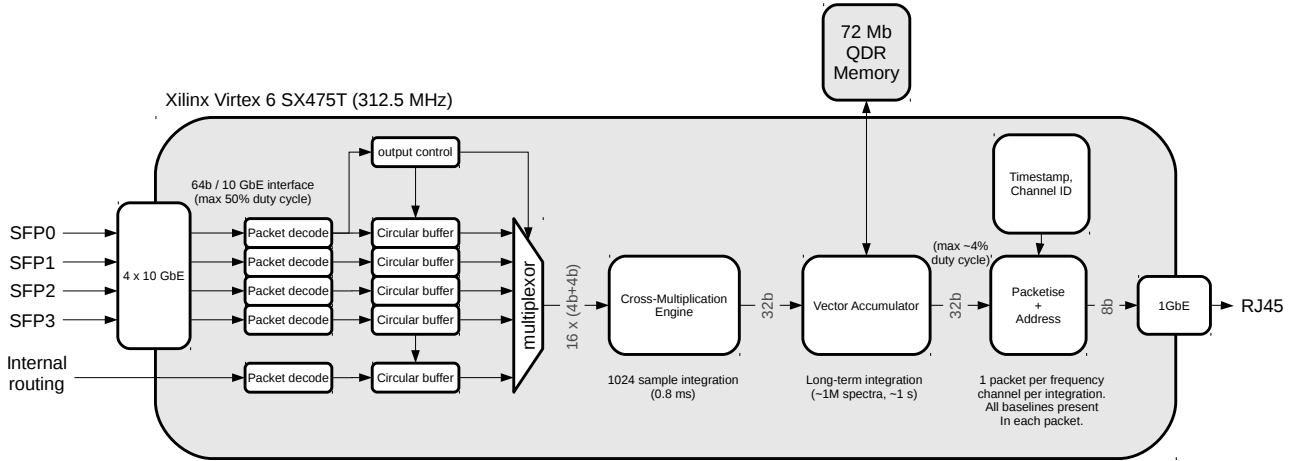 72 Mb
QDR
Memory
Xilinx Virtex 6 SX475T (312.5 MHz)
output control
64b / 10 GbE interface
(max 50% duty cycle)
Timestamp,
Channel ID
SFP0
SFP1
SFP2
SFP3
4 x 10 GbE
Packet decode
Circular buffer
Packet decode
Circular buffer
Packet decode
Circular buffer
Packet decode
Circular buffer
Internal
routing
Packet decode
Circular buffer
multiplexor
16 x (4b+4b)
Cross-Multiplication
Engine
32b
Vector Accumulator
(max ~4%
duty cycle)
32b
Packetise
+
Address
8b
1GbE
RJ45
1024 sample integration
(0.8 ms)
Long-term integration
(~1M spectra, ~1 s)
1 packet per frequency
channel per integration.
All baselines present
In each packet.